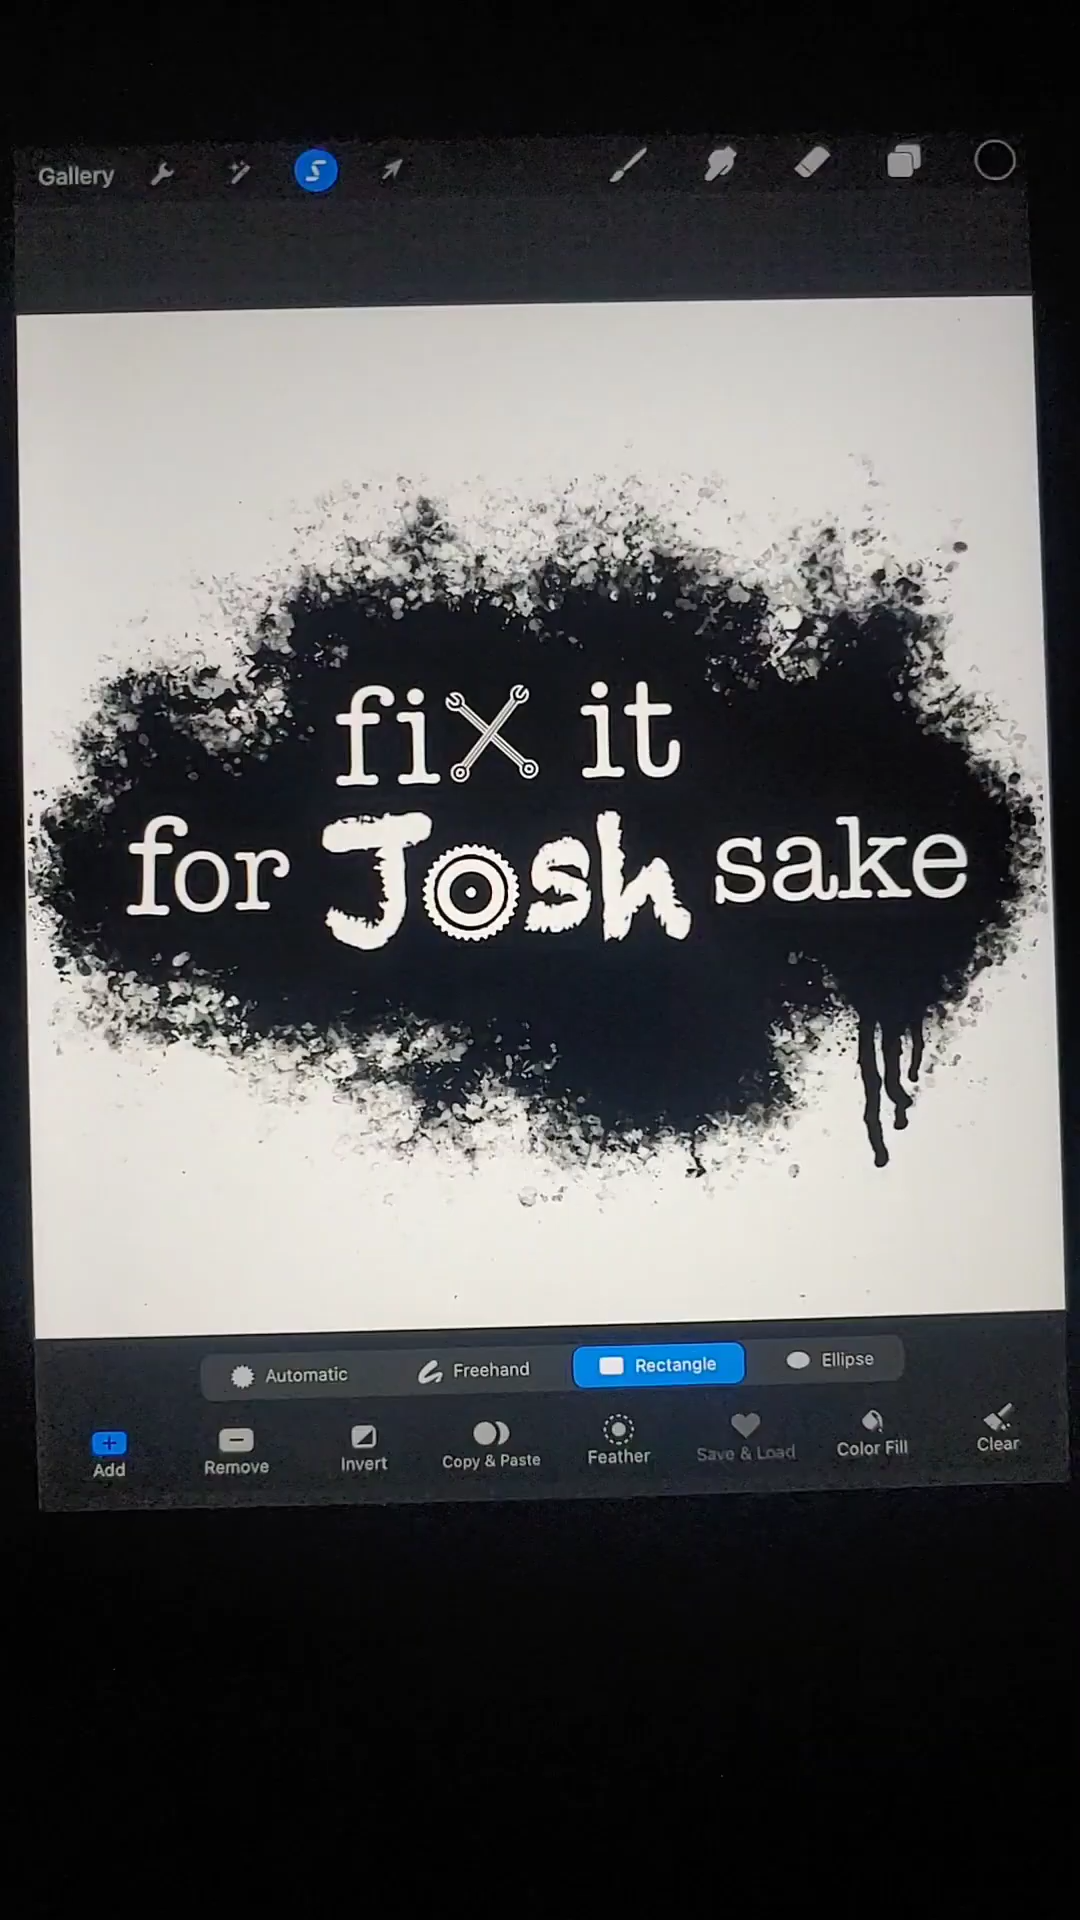 Gallery
fix it
for Josh sake
Automatic Freehand Rectangle Ellipse
Add Remove Invert Copy & Paste Feather Save & Load Color Fill Clear